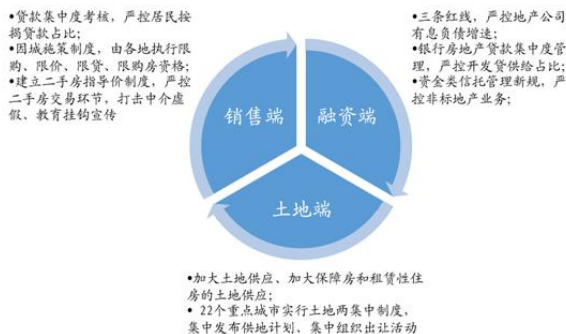 •贷款集中度考核，严控居民按
揭贷款占比；
•因城施策制度，由各地执行限
购、限价、限贷、限购房资格；
•建立二手房指导价制度，严控
二手房交易环节，打击中介虚
假、教育挂钩宣传
•三条红线，严控地产公司
有息负债增速；
•银行房地产贷款集中度管
理，严控开发贷供给占比；
•资金类信托管理新规，严
控非标地产业务；
销售端
融资端
土地端
•加大土地供应、加大保障房和租赁性住
房的土地供应；
• 22个重点城市实行土地两集中制度，
集中发布供地计划、集中组织出让活动